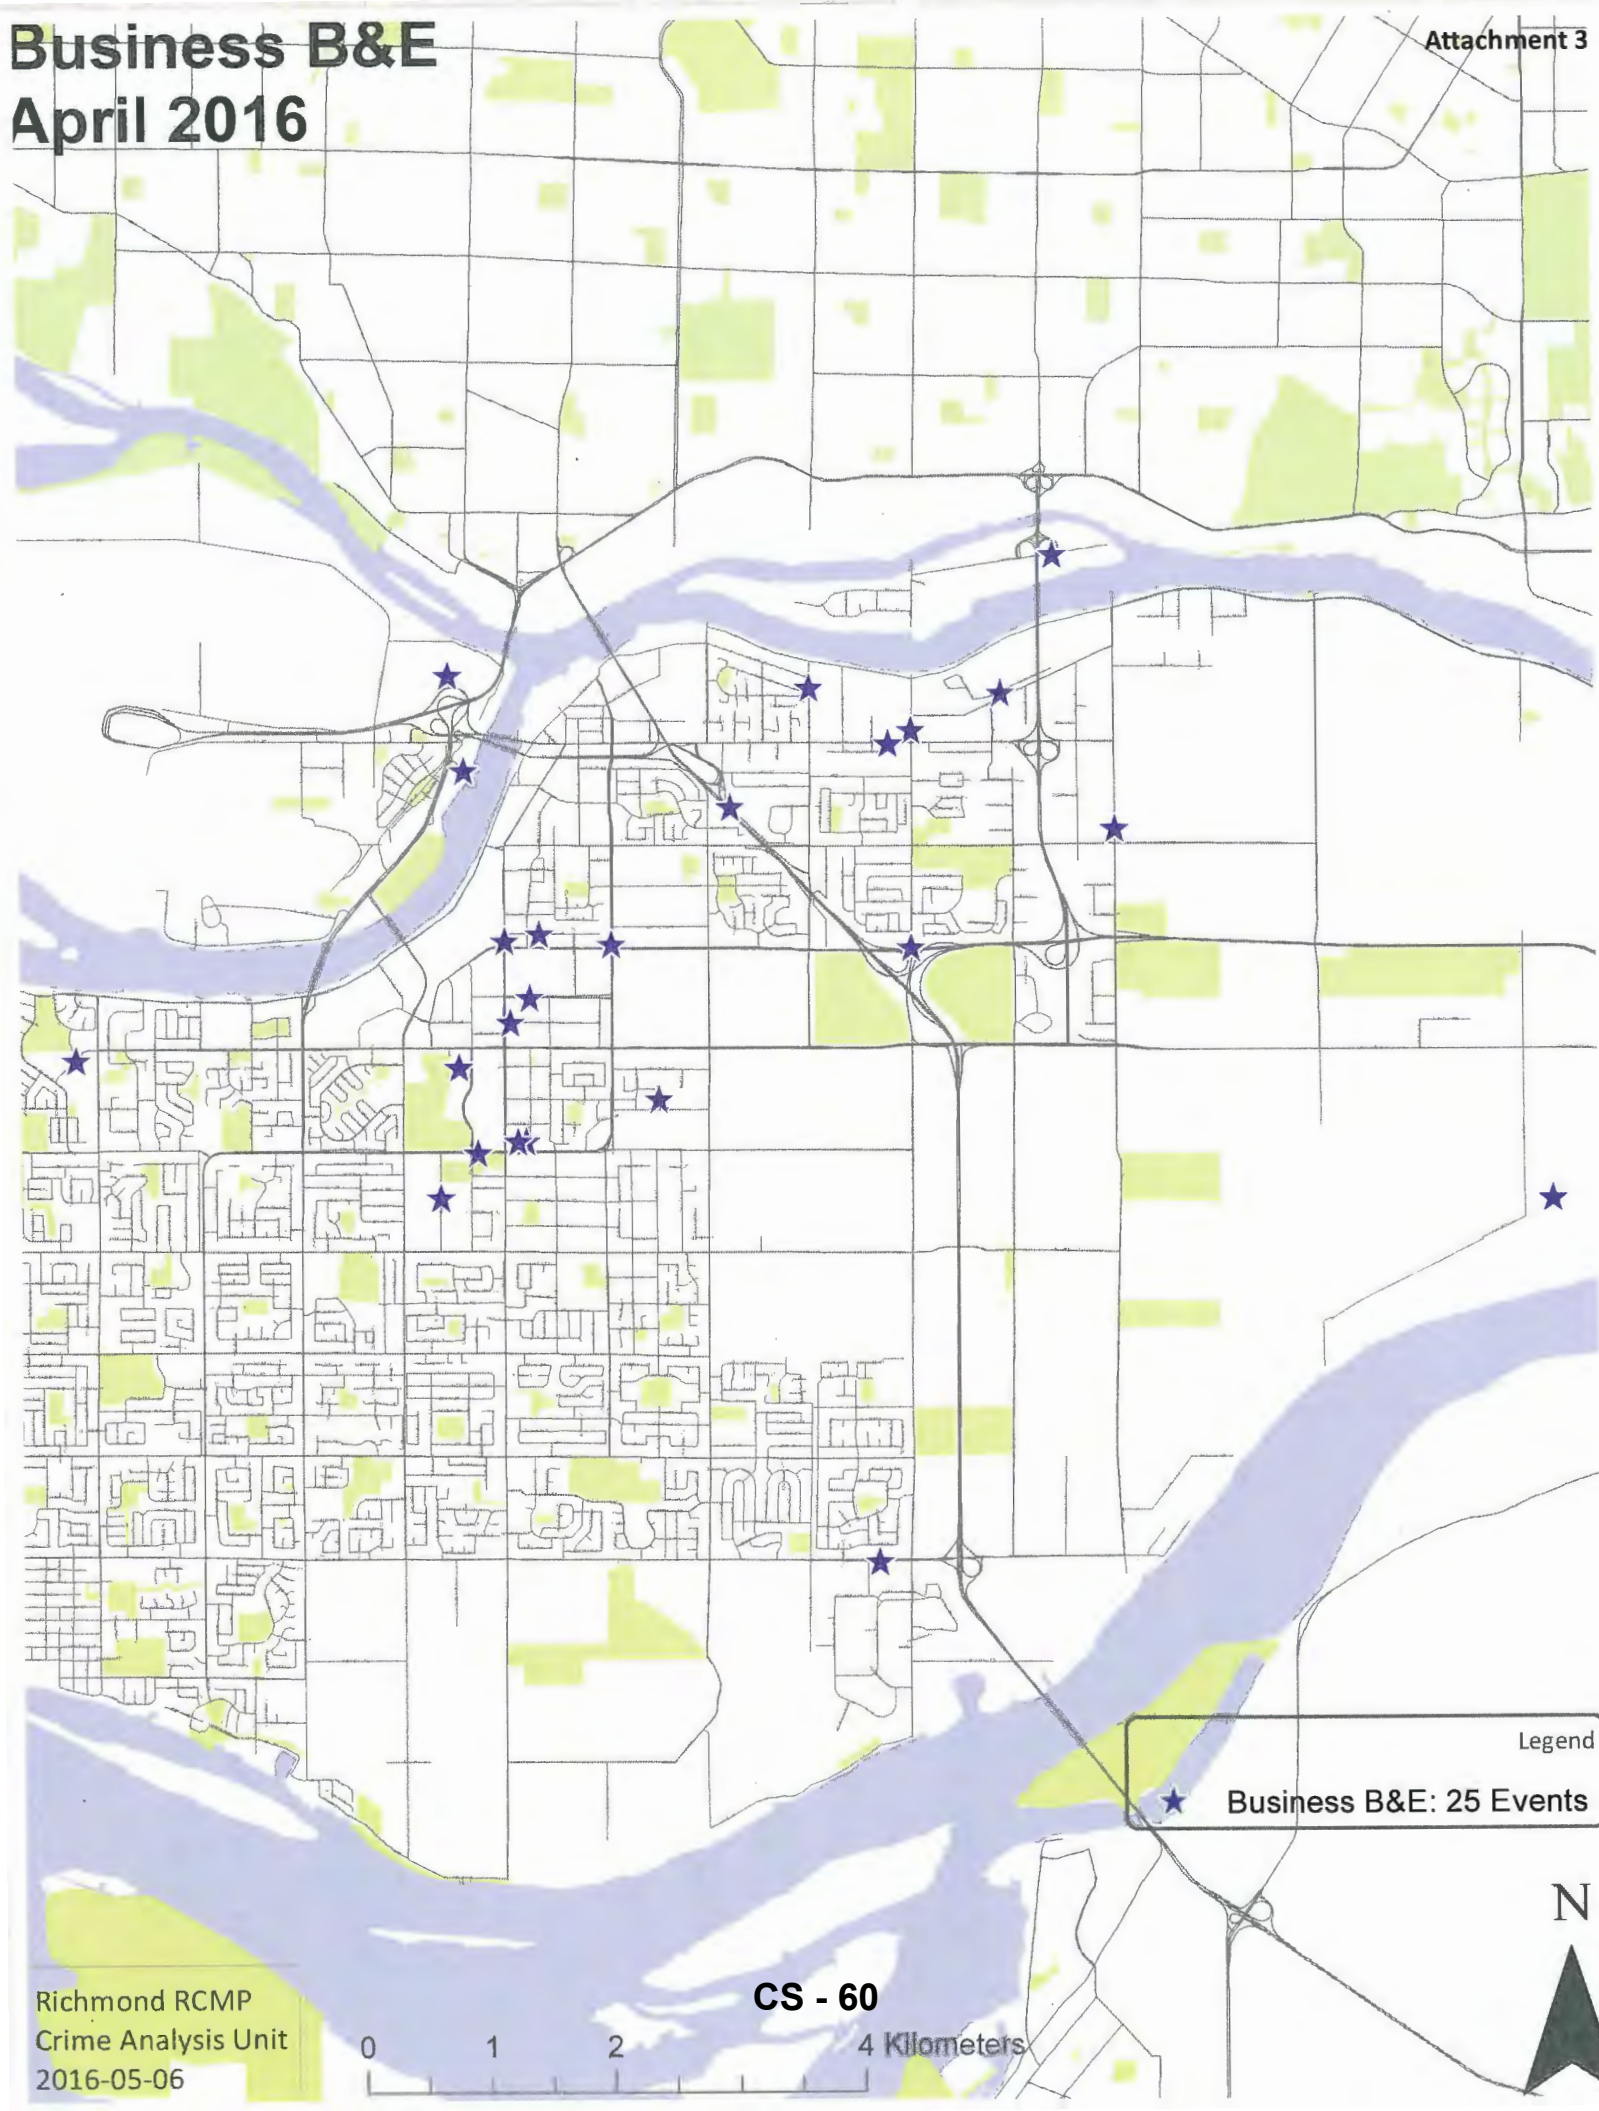 Business B&E
April 2016
Attachment 3
Legend
Business B&E: 25 Events
N
Richmond RCMP
Crime Analysis Unit
2016-05-06
CS - 60
0 1 2 4 Kilometers